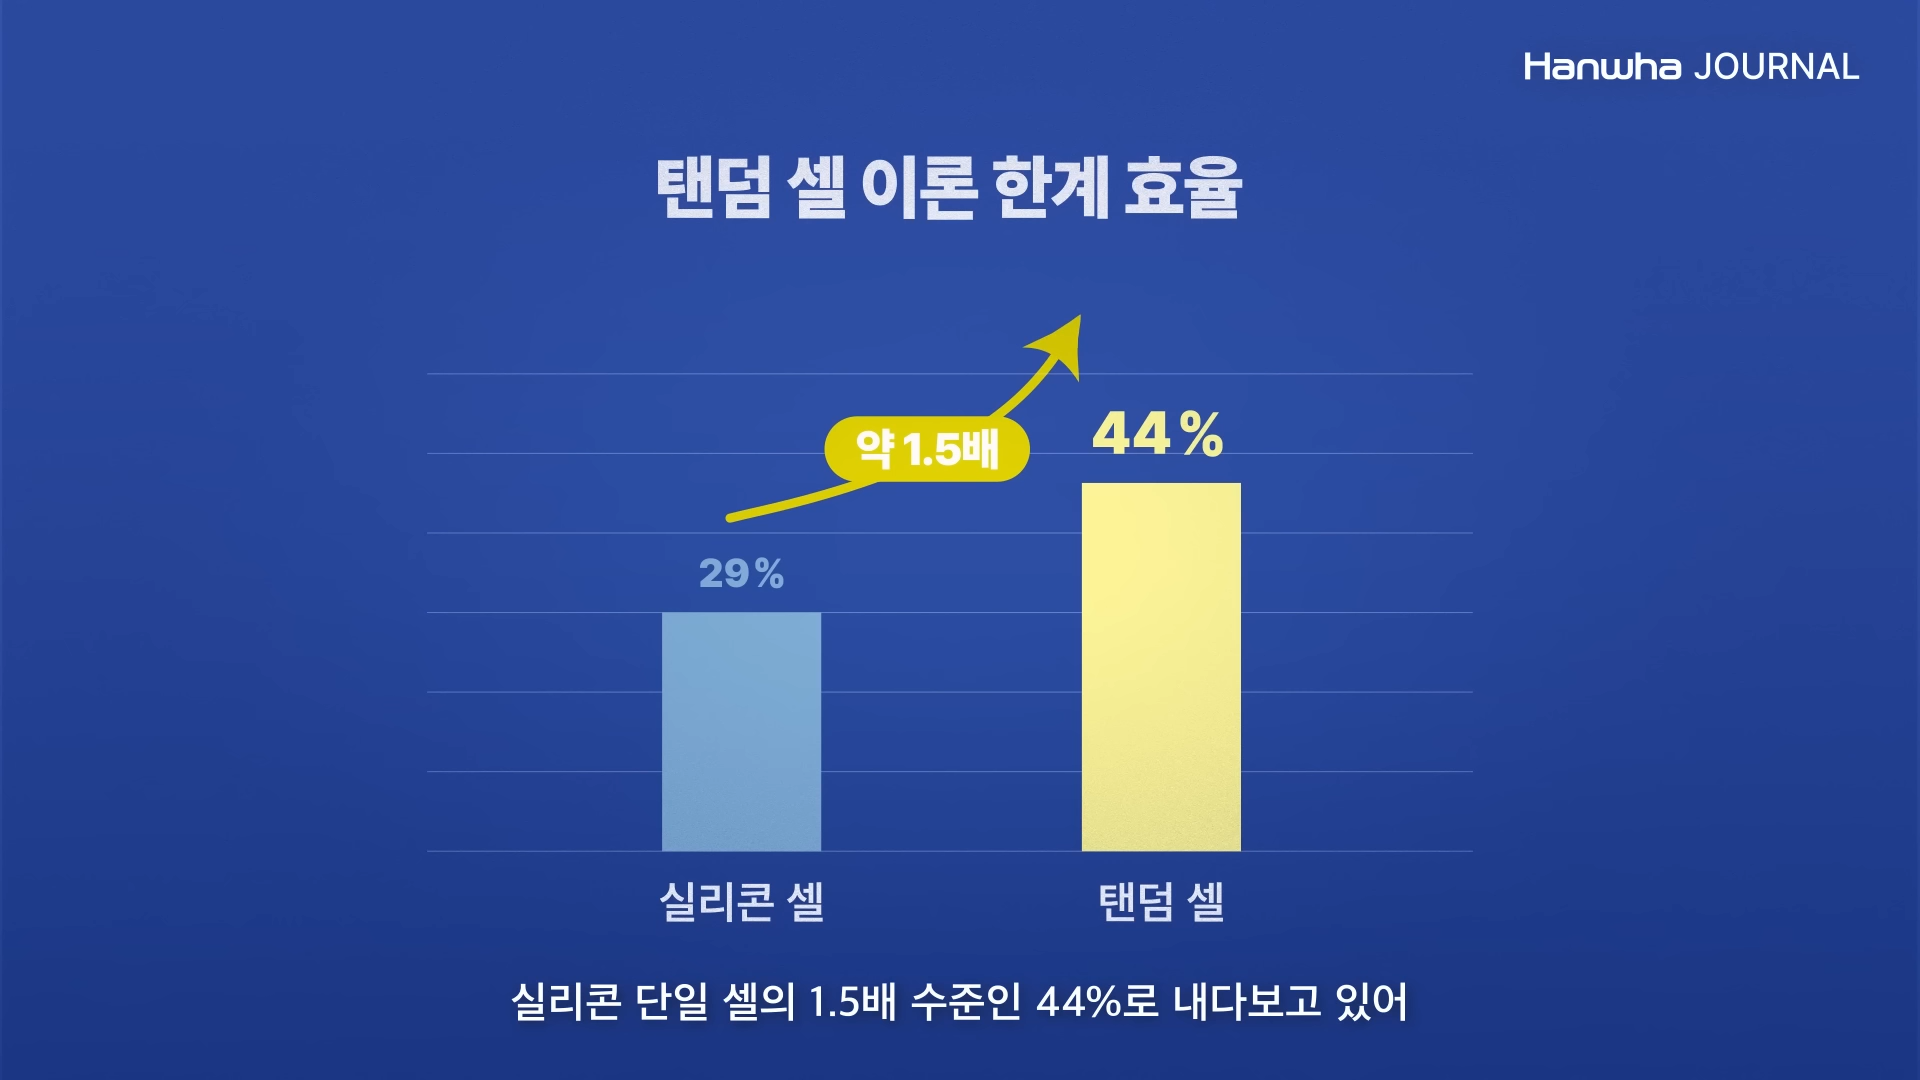 Hanwha JOURNAL
탠덤 셀 이론 한계 효율
약 1.5배
44%
29%
실리콘 셀
탠덤 셀
실리콘 단일 셀의 1.5배 수준인 44%로 내다보고 있어